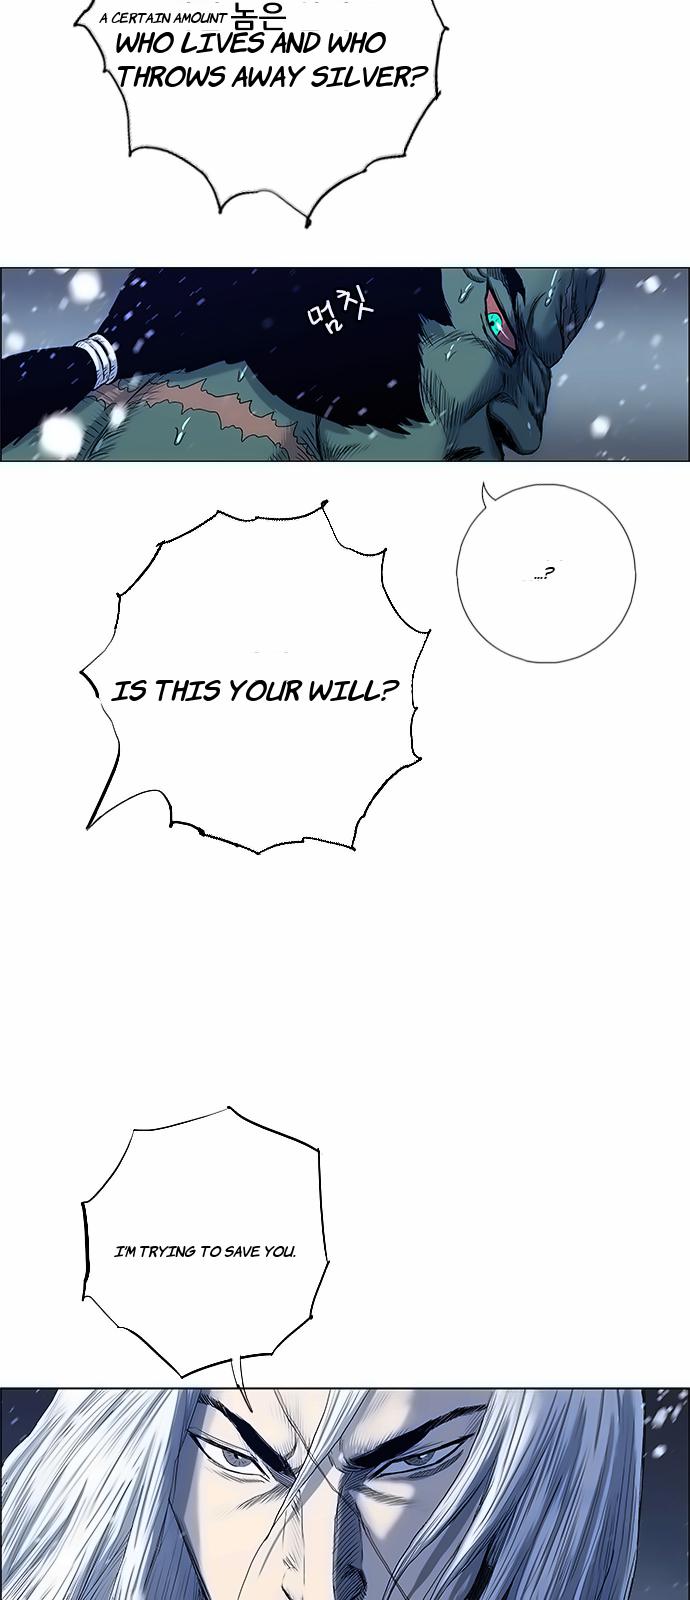 A CERTAIN AMOUNT 놈은
WHO LIVES AND WHO
THROWS AWAY SILVER?
멈칫
...?
IS THIS YOUR WILL?
I'M TRYING TO SAVE YOU.